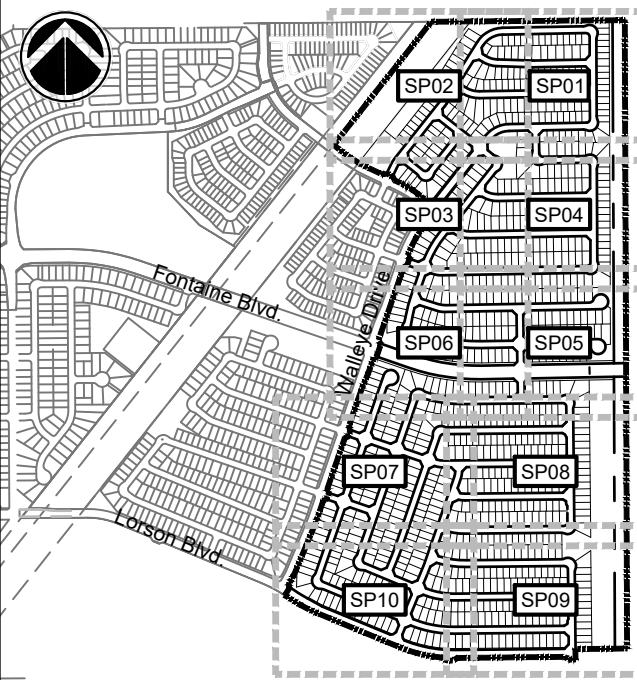 SP02
SP01
SP03
SP04
Fontaine Blvd.
Walleye Drive
SP06
SP05
SP07
SP08
Lorson Blvd.
SP10
SP09